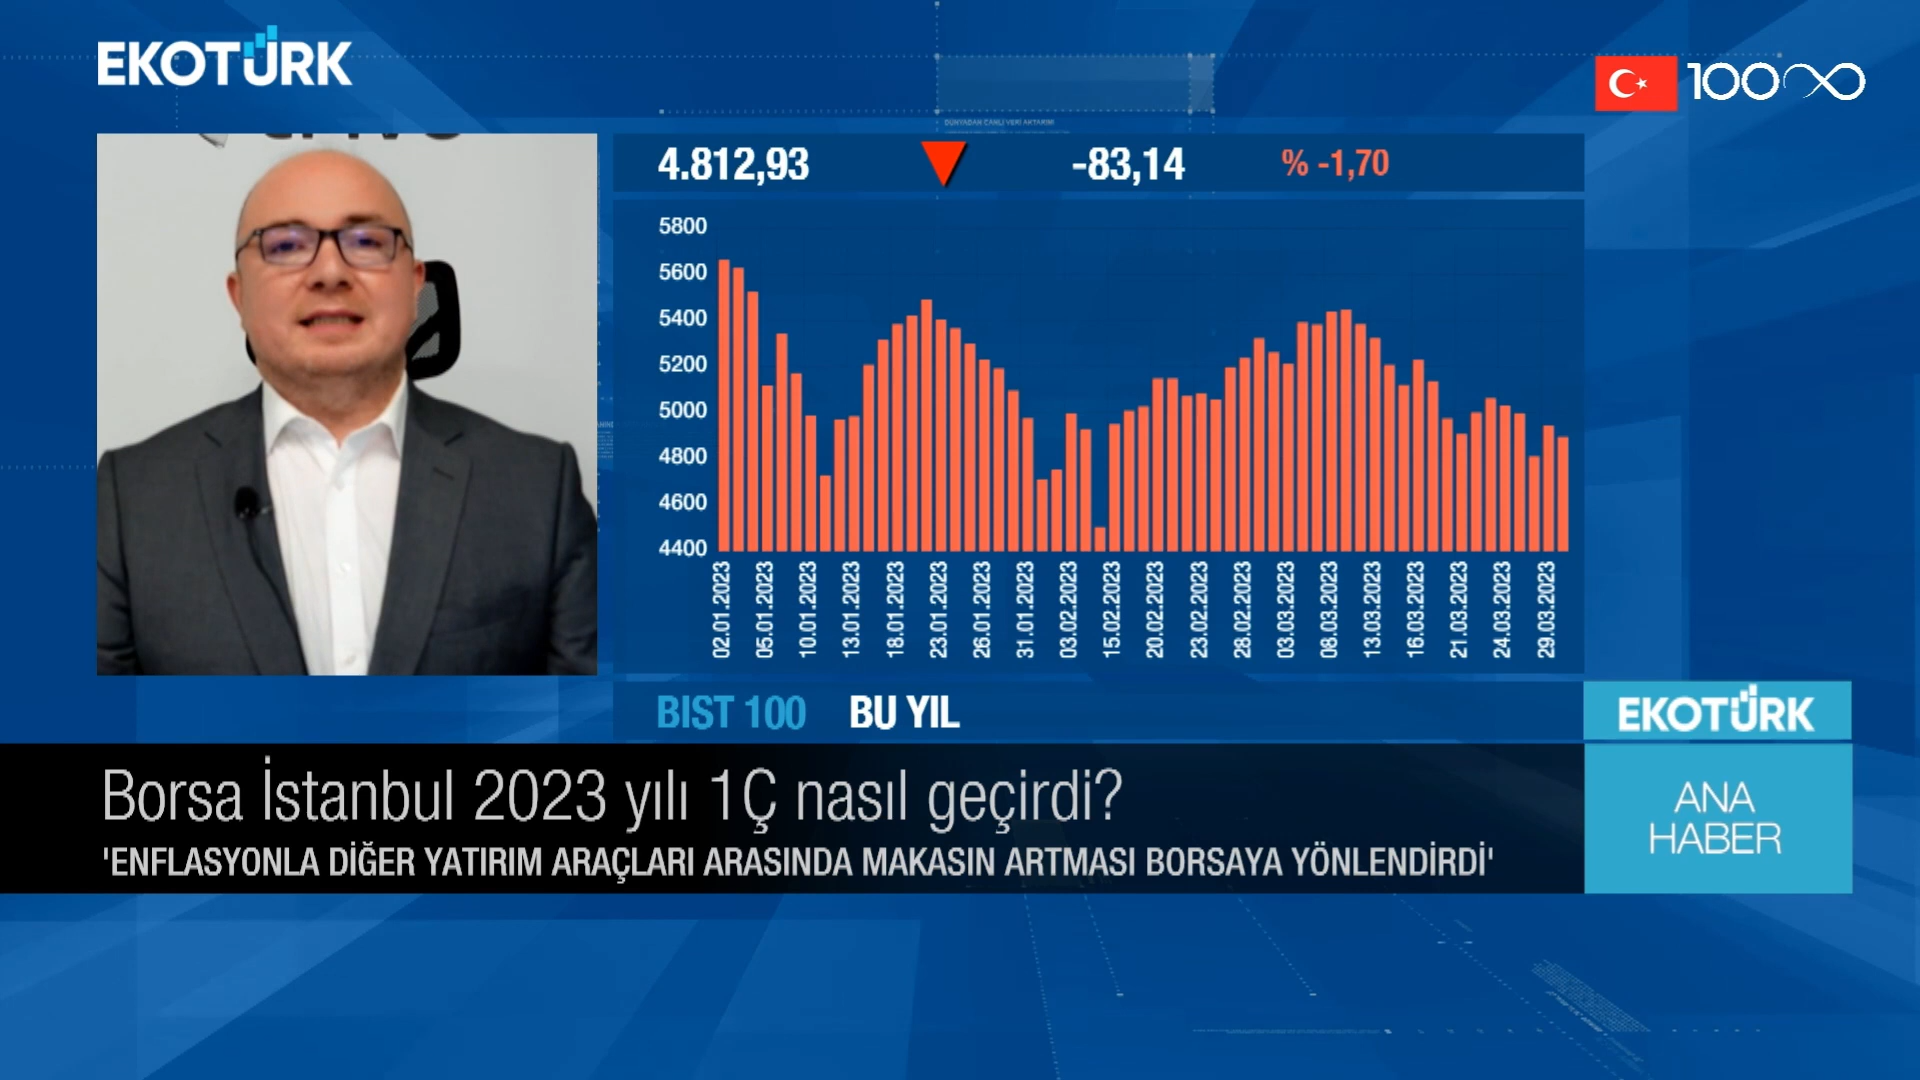 EKOTÜRK
100
DÜNYADAN CANLI VERİ AKTARIMI
4.812,93 -83,14 % -1,70
5800
5600
5400
5200
5000
4800
4600
4400
02.01.2023 05.01.2023 10.01.2023 13.01.2023 18.01.2023 23.01.2023 26.01.2023 31.01.2023 03.02.2023 15.02.2023 20.02.2023 23.02.2023 28.02.2023 03.03.2023 08.03.2023 13.03.2023 16.03.2023 21.03.2023 24.03.2023 29.03.2023
BIST 100 BU YIL
EKOTÜRK
Borsa İstanbul 2023 yılı 1Ç nasıl geçirdi?
'ENFLASYONLA DİĞER YATIRIM ARAÇLARI ARASINDA MAKASIN ARTMASI BORSAYA YÖNLENDİRDİ'
ANA
HABER